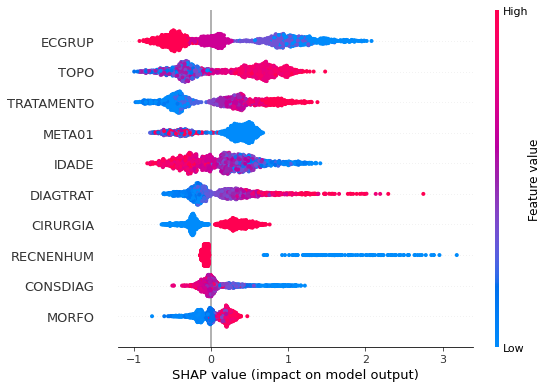 High
ECGRUP
TOPO
TRATAMENTO
META01
IDADE
DIAGTRAT
CIRURGIA
RECNENHUM
CONSDIAG
MORFO
Feature value
Low
−1 0 1 2 3
SHAP value (impact on model output)